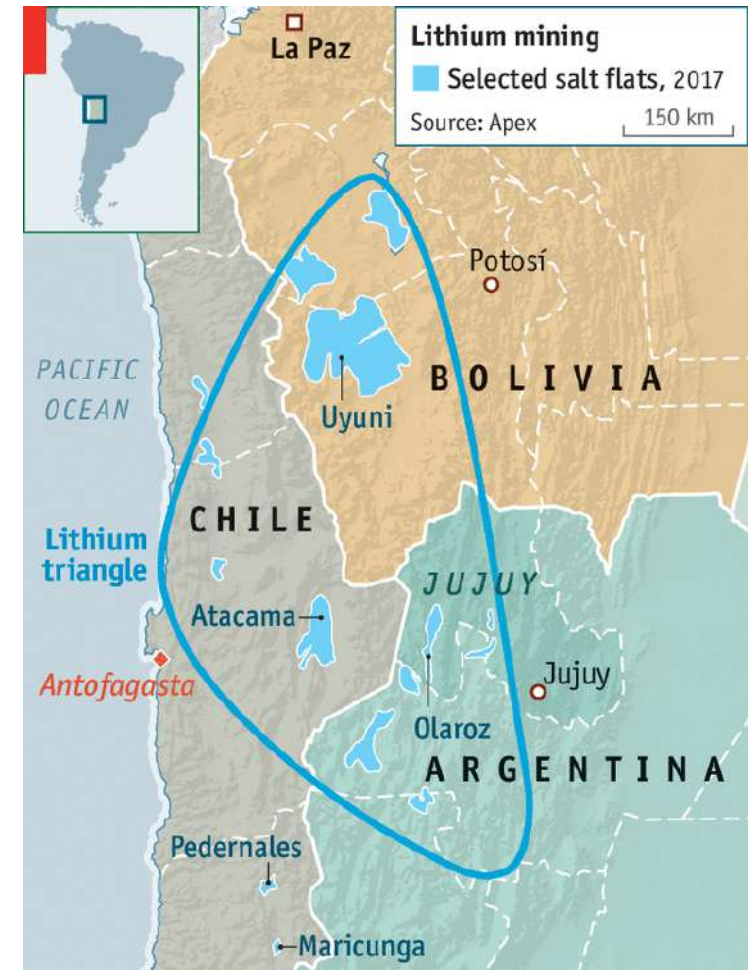 La Paz
Lithium mining
Selected salt flats, 2017
Source: Apex
150 km
Potosí
PACIFIC
OCEAN
BOLIVIA
Uyuni
CHILE
Lithium
triangle
JUJUY
Atacama
Antofagasta
Jujuy
Olaroz
ARGENTINA
Pedernales
Maricunga